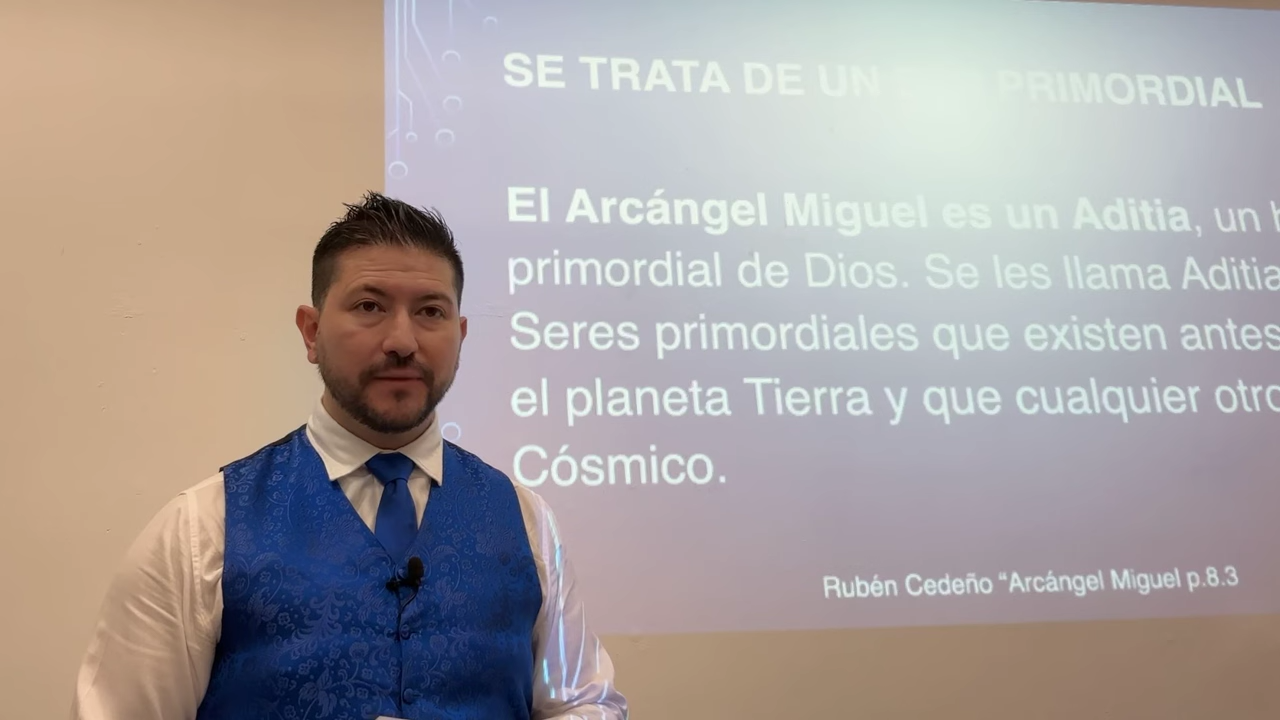 SE TRATA DE UN PRIMORDIAL
El Arcángel Miguel es un Aditia, un
primordial de Dios. Se les llama Aditia
Seres primordiales que existen antes
el planeta Tierra y que cualquier otro
Cósmico.
Rubén Cedeño “Arcángel Miguel p.8.3